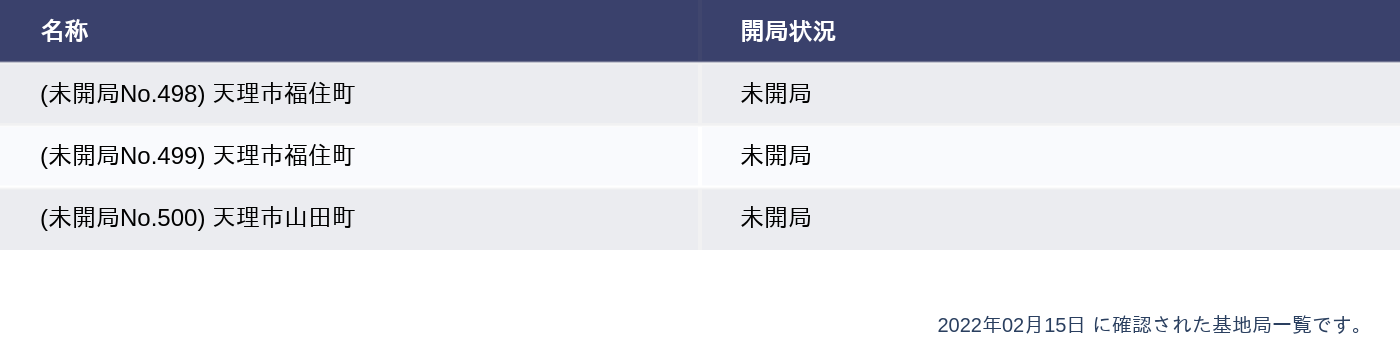 名称 開局状況
(未開局No.498) 天理市福住町 未開局
(未開局No.499) 天理市福住町 未開局
(未開局No.500) 天理市山田町 未開局
2022年02月15日 に確認された基地局一覧です。